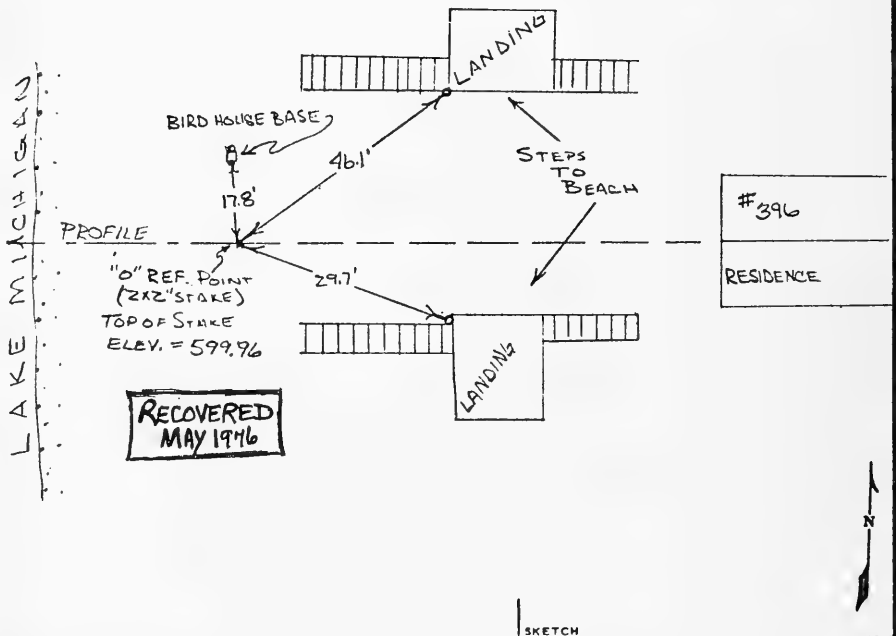 LANDING
LAKE MICHIGAN
BIRD HOUSE BASE
46.1'
STEPS
TO
BEACH
17.8'
#396
PROFILE
"0" REF. POINT
(2X2" STAKE)
TOP OF STAKE
ELEV. = 599.96
29.7'
RESIDENCE
LANDING
RECOVERED
MAY 1976
N
SKETCH